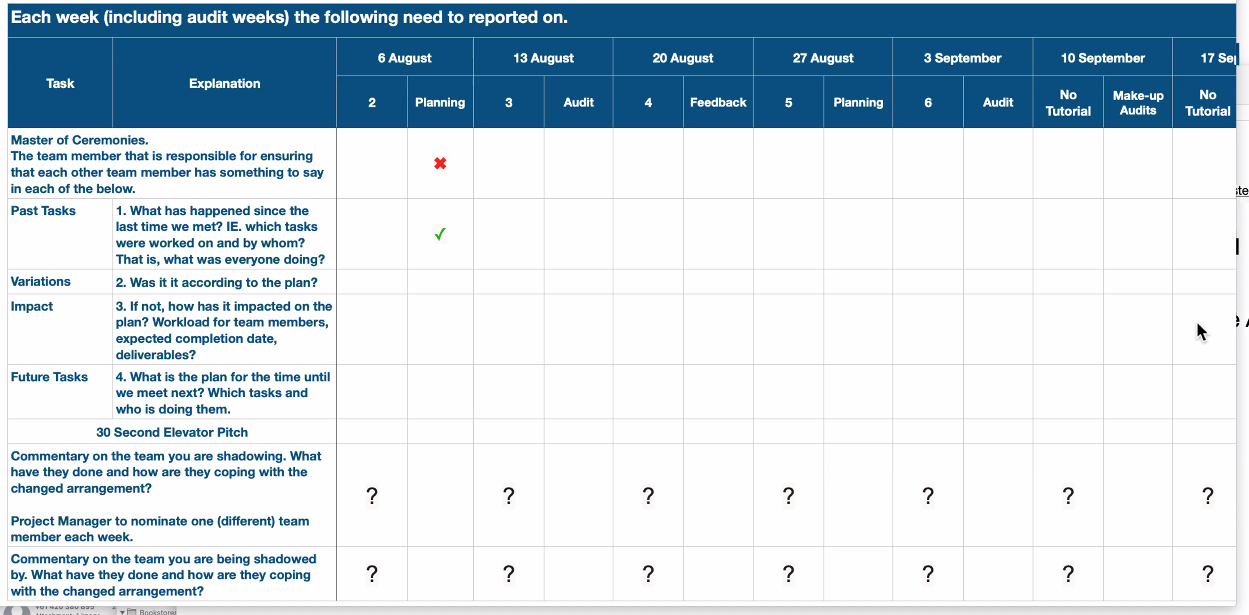 Each week (including audit weeks) the following need to reported on.
Task
Explanation
6 August
13 August
20 August
27 August
3 September
10 September
17 Se
2
Planning
3
Audit
4
Feedback
5
Planning
6
Audit
No
Tutorial
Make-up
Audits
No
Tutorial
Master of Ceremonies.
The team member that is responsible for ensuring
that each other team member has something to say
in each of the below.
✖
Past Tasks
1. What has happened since the
last time we met? IE. which tasks
were worked on and by whom?
That is, what was everyone doing?
✓
Variations
2. Was it it according to the plan?
Impact
3. If not, how has it impacted on the
plan? Workload for team members,
expected completion date,
deliverables?
Future Tasks
4. What is the plan for the time until
we meet next? Which tasks and
who is doing them.
30 Second Elevator Pitch
Commentary on the team you are shadowing. What
have they done and how are they coping with the
changed arrangement?
Project Manager to nominate one (different) team
member each week.
? ? ? ? ? ? ?
Commentary on the team you are being shadowed
by. What have they done and how are they coping
with the changed arrangement?
? ? ? ? ? ? ?
ste
Bookstore